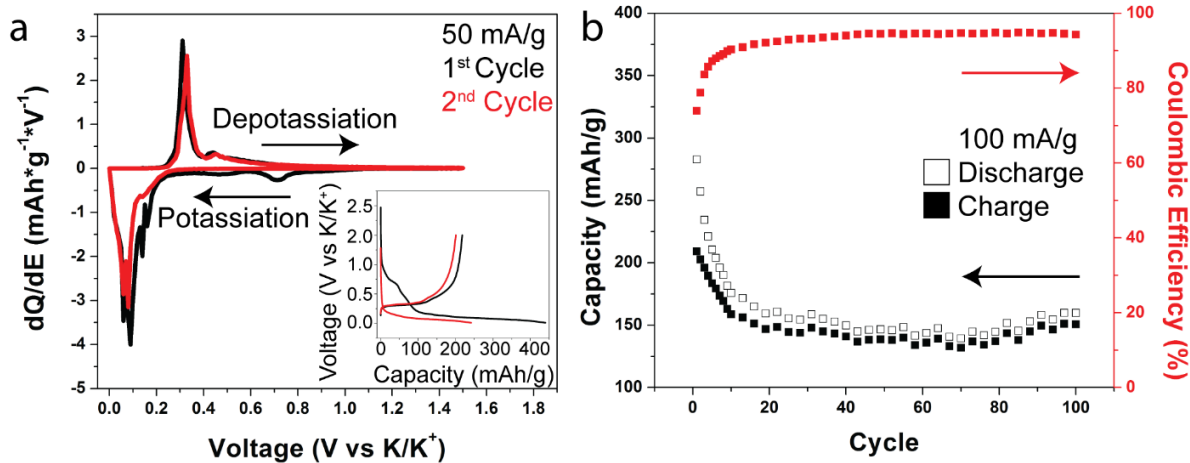 a
50 mA/g
1st Cycle
2nd Cycle
Depotassiation
Potassiation
dQ/dE (mAh*g-1*V-1)
3
2
1
0
-1
-2
-3
-4
-5
0.0 0.2 0.4 0.6 0.8 1.0 1.2 1.4 1.6 1.8
Voltage (V vs K/K+)
Voltage (V vs K/K+)
2.5
2.0
1.5
2.0
0.5
0.0
0 100 200 300 400
Capacity (mAh/g)
b
Capacity (mAh/g)
400
350
300
250
200
150
100
0 20 40 60 80 100
Cycle
100 mA/g
Discharge
Charge
100
80
60
40
20
0
Coulombic Efficiency (%)